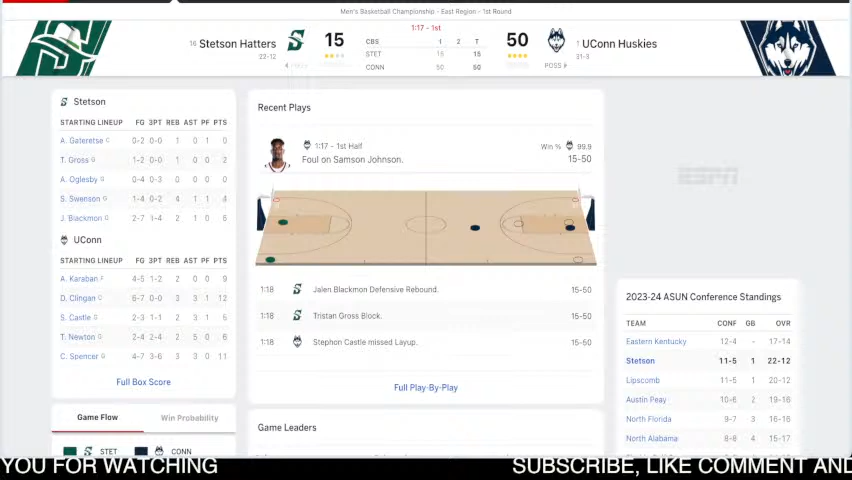 Men's Basketball Championship - East Region - 1st Round
16 Stetson Hatters
22-12
15
1:17 - 1st
CBS 1 2 T
STET 15 15
CONN 50 50
50
POSS
1 UConn Huskies
31-3
Stetson
STARTING LINEUP FG 3PT REB AST PF PTS
A. Gateretse C 0-2 0-0 1 0 1 0
T. Gross G 1-2 0-0 1 0 0 2
A. Oglesby G 0-4 0-3 0 0 0 0
S. Swenson G 1-4 0-2 4 1 1 4
J. Blackmon G 2-7 1-4 2 1 0 5
UConn
STARTING LINEUP FG 3PT REB AST PF PTS
A. Karaban F 4-5 1-2 2 0 0 9
D. Clingan C 6-7 0-0 3 3 1 12
S. Castle G 2-3 1-1 2 3 1 5
T. Newton G 2-4 2-4 2 5 0 6
C. Spencer G 4-7 3-6 3 3 0 11
Full Box Score
Game Flow Win Probability
STET CONN
Recent Plays
1:17 - 1st Half
Foul on Samson Johnson.
Win % 99.9
15-50
1:18 Jalen Blackmon Defensive Rebound. 15-50
1:18 Tristan Gross Block. 15-50
1:18 Stephon Castle missed Layup. 15-50
Full Play-By-Play
Game Leaders
ESPN
2023-24 ASUN Conference Standings
TEAM CONF GB OVR
Eastern Kentucky 12-4 - 17-14
Stetson 11-5 1 22-12
Lipscomb 11-5 1 20-12
Austin Peay 10-6 2 19-16
North Florida 9-7 3 16-16
North Alabama 8-8 4 15-17
YOU FOR WATCHING SUBSCRIBE, LIKE COMMENT AND